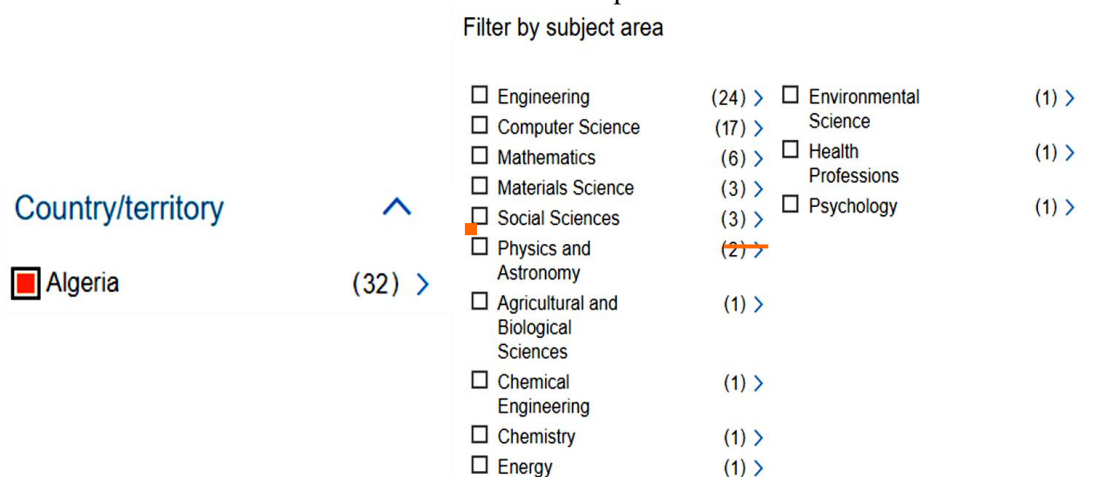 Filter by subject area
Country/territory
Algeria (32)
Engineering (24)
Computer Science (17)
Mathematics (6)
Materials Science (3)
Social Sciences (3)
Physics and (2)
Astronomy
Agricultural and (1)
Biological
Sciences
Chemical (1)
Engineering
Chemistry (1)
Energy (1)
Environmental (1)
Science
Health (1)
Professions
Psychology (1)